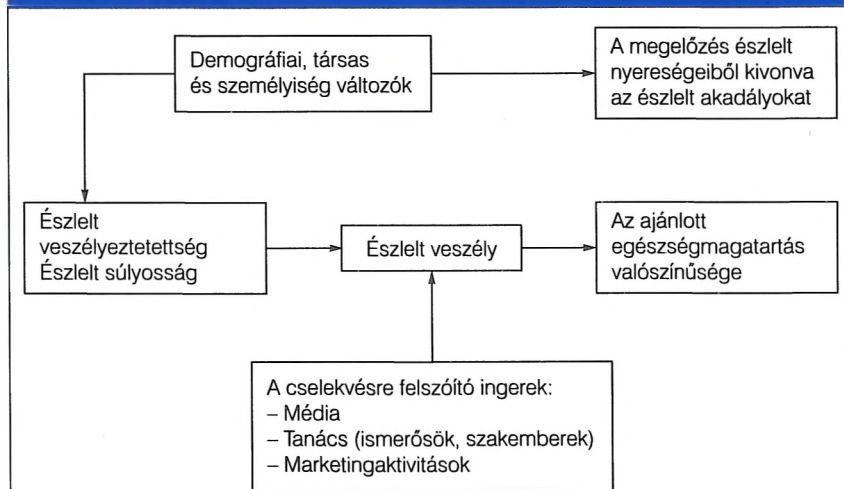 Demográfiai, társas
és személyiség változók
A megelőzés észlelt
nyereségeiből kivonva
az észlelt akadályokat
Észlelt
veszélyeztetettség
Észlelt súlyosság
Észlelt veszély
Az ajánlott
egészségmagatartás
valószínűsége
A cselekvésre felszóító ingerek:
– Média
– Tanács (ismerősök, szakemberek)
– Marketingaktivitások